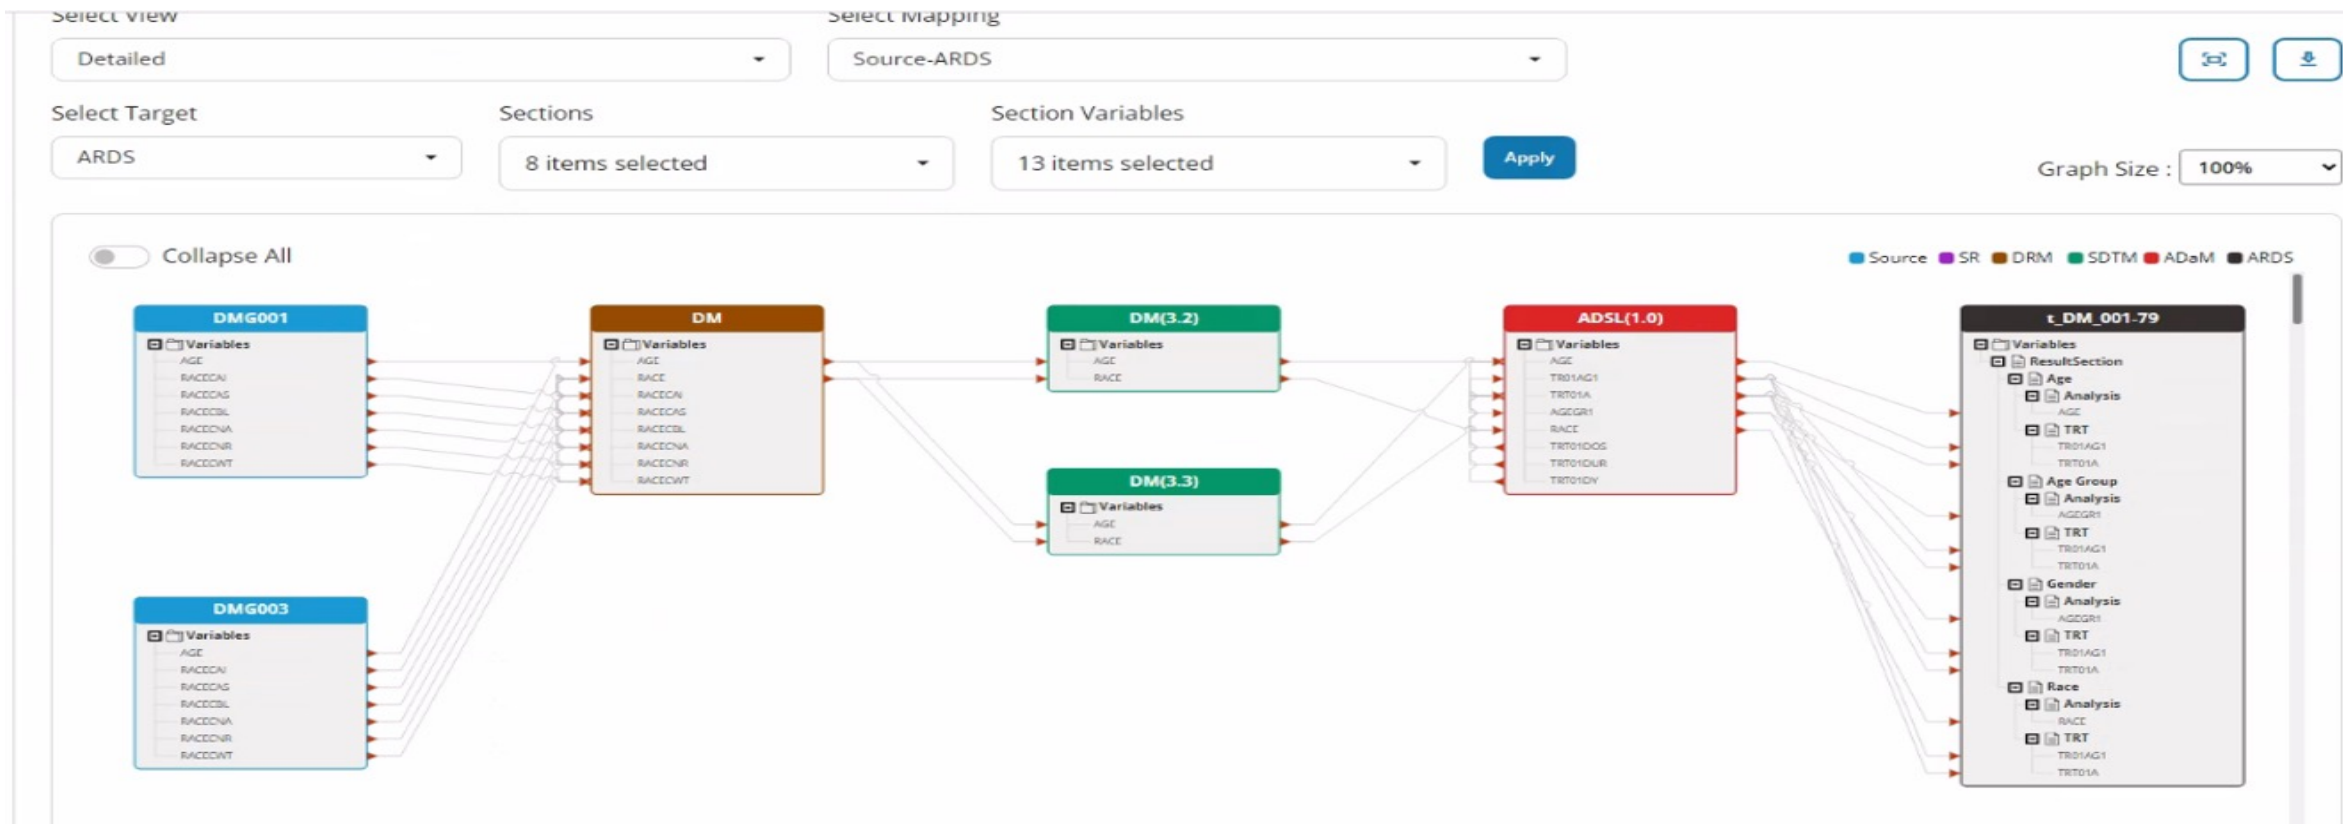 Select View
Select Mapping
Detailed
Source-ARDS
Select Target
Sections
Section Variables
ARDS
8 items selected
13 items selected
Apply
Graph Size :
100%
Collapse All
Source SR DRM SDTM ADaM ARDS
DMG001
Variables
AGE
RACECAI
RACECAS
RACECBL
RACECNA
RACECNR
RACECWT
DMG003
Variables
AGE
RACECAI
RACECAS
RACECBL
RACECNA
RACECNR
RACECWT
DM
Variables
AGE
RACE
RACECAI
RACECAS
RACECBL
RACECNA
RACECNR
RACECWT
DM(3.2)
Variables
AGE
RACE
DM(3.3)
Variables
AGE
RACE
ADSL(1.0)
Variables
AGE
TR01AG1
TRT01A
AGEGR1
RACE
TRT01DOS
TRT01DUR
TRT01DY
t_DM_001-79
Variables
ResultSection
Age
Analysis
AGE
TRT
TR01AG1
TRT01A
Age Group
Analysis
AGEGR1
TRT
TR01AG1
TRT01A
Gender
Analysis
AGEGR1
TRT
TR01AG1
TRT01A
Race
Analysis
RACE
TRT
TR01AG1
TRT01A